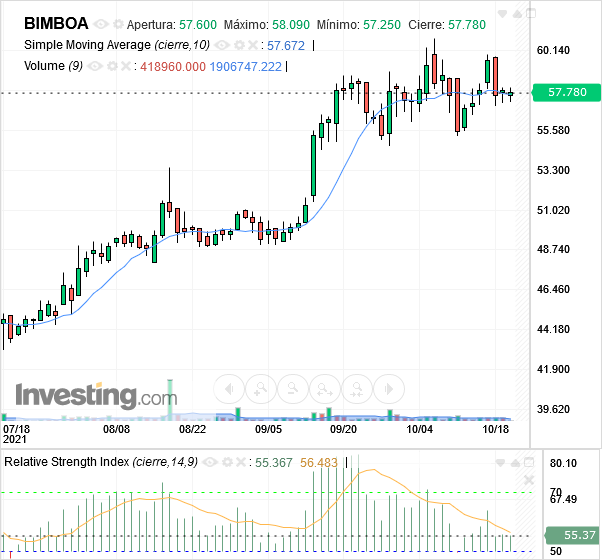 BIMBOA Apertura: 57.600 Máximo: 58.090 Mínimo: 57.250 Cierre: 57.780
Simple Moving Average (cierre,10) : 57.672
Volume (9) : 418960.000 1906747.222
60.140
57.780
55.580
53.300
51.020
48.740
46.460
44.180
41.900
39.620
Investing.com
07/18 08/08 08/22 09/05 09/20 10/04 10/18
2021
Relative Strength Index (cierre,14,9) : 55.367 56.483
80.10
70 70
67.49
55.37
50 50